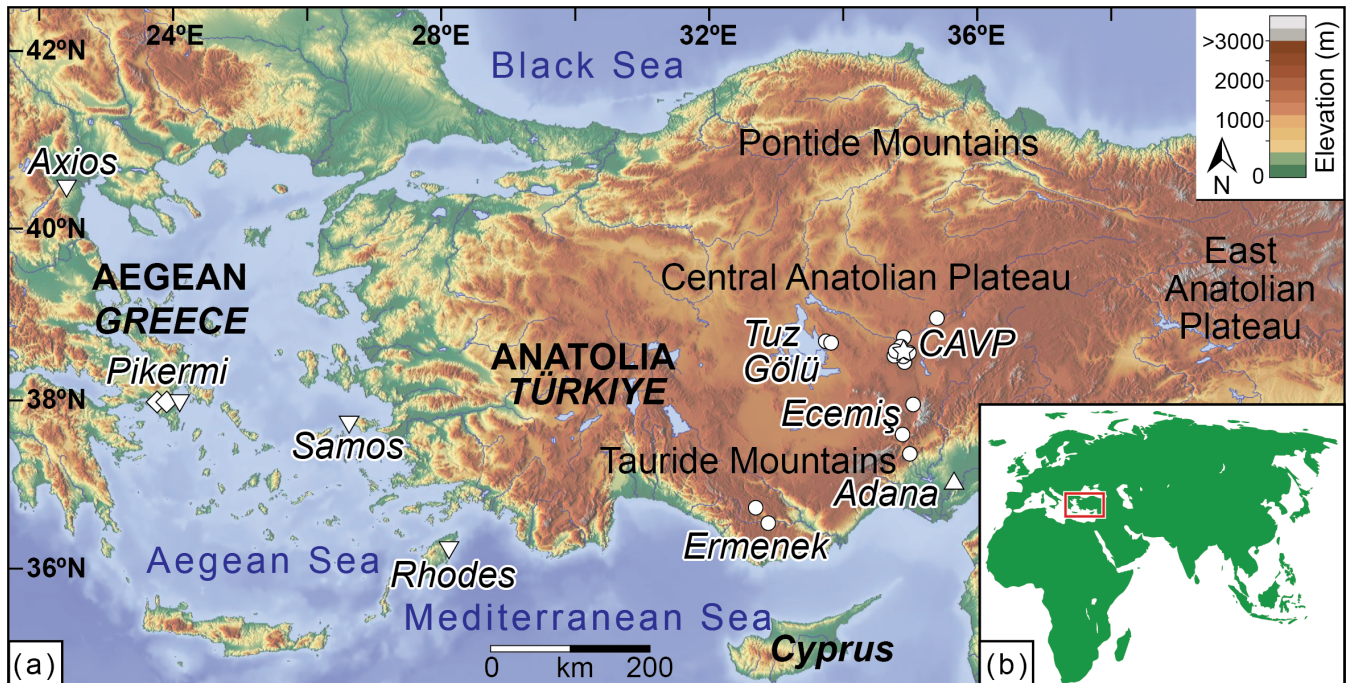 24ºE
28ºE
32ºE
36ºE
42ºN
40ºN
38ºN
36ºN
Black Sea
>3000
2000
1000
0
Elevation (m)
N
Pontide Mountains
Axios
AEGEAN
GREECE
Pikermi
Samos
Central Anatolian Plateau
East
Anatolian
Plateau
Tuz
Gölü
CAVP
ANATOLIA
TÜRKIYE
Ecemiş
Tauride Mountains
Adana
Ermenek
Aegean Sea
Rhodes
Mediterranean Sea
Cyprus
0 km 200
(a)
(b)